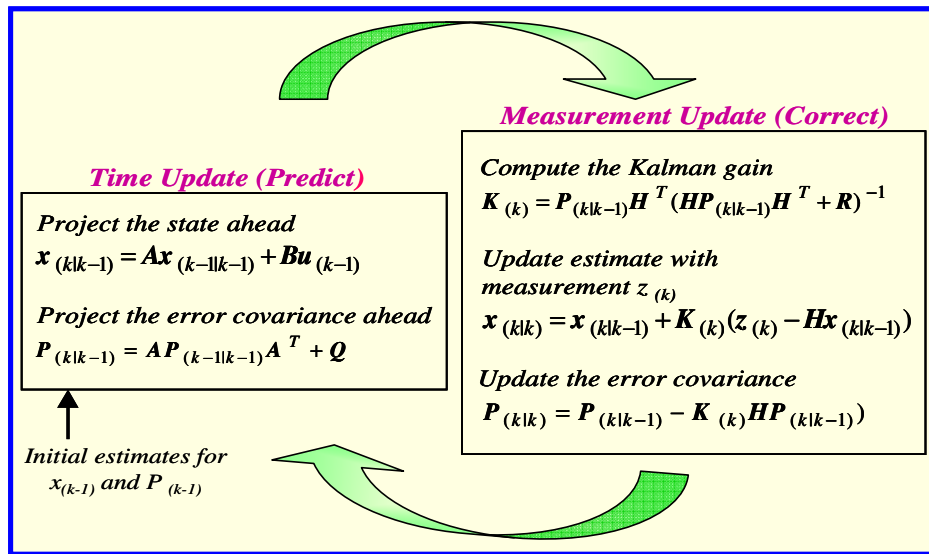 Time Update (Predict)
Project the state ahead
x (k|k−1) = Ax (k−1|k−1) + Bu (k−1)
Project the error covariance ahead
P (k|k−1) = AP (k−1|k−1) A T + Q
Initial estimates for
x(k-1) and P (k-1)
Measurement Update (Correct)
Compute the Kalman gain
K (k) = P (k|k−1) H T (HP (k|k−1) H T + R) −1
Update estimate with
measurement z (k)
x (k|k) = x (k|k−1) + K (k) (z (k) − Hx (k|k−1) )
Update the error covariance
P (k|k) = P (k|k−1) − K (k) HP (k|k−1) )